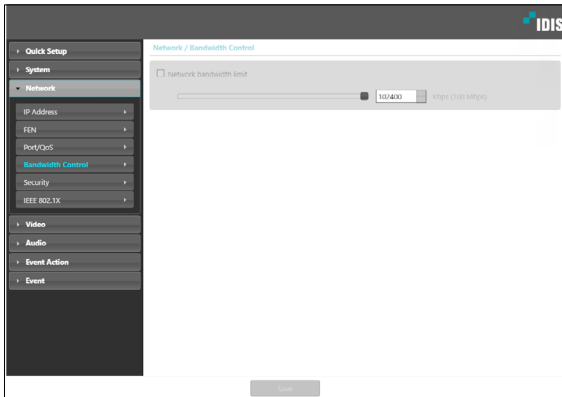 IDIS
Quick Setup
System
Network
IP Address
FEN
Port/QoS
Bandwidth Control
Security
IEEE 802.1X
Video
Audio
Event Action
Event
Network / Bandwidth Control
Network bandwidth limit
102400 Kbps (100 Mbps)
Save